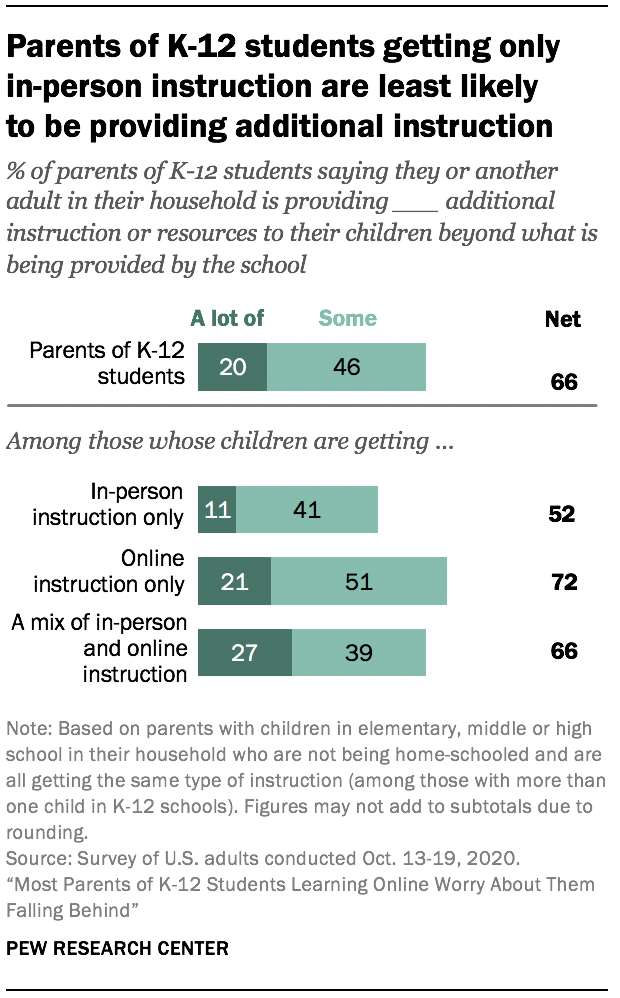 Parents of K-12 students getting only
in-person instruction are least likely
to be providing additional instruction
% of parents of K-12 students saying they or another
adult in their household is providing ____ additional
instruction or resources to their children beyond what is
being provided by the school
A lot of Some Net
Parents of K-12
students
20 46 66
Among those whose children are getting ...
In-person
instruction only
11 41 52
Online
instruction only
21 51 72
A mix of in-person
and online
instruction
27 39 66
Note: Based on parents with children in elementary, middle or high
school in their household who are not being home-schooled and are
all getting the same type of instruction (among those with more than
one child in K-12 schools). Figures may not add to subtotals due to
rounding.
Source: Survey of U.S. adults conducted Oct. 13-19, 2020.
“Most Parents of K-12 Students Learning Online Worry About Them
Falling Behind”
PEW RESEARCH CENTER